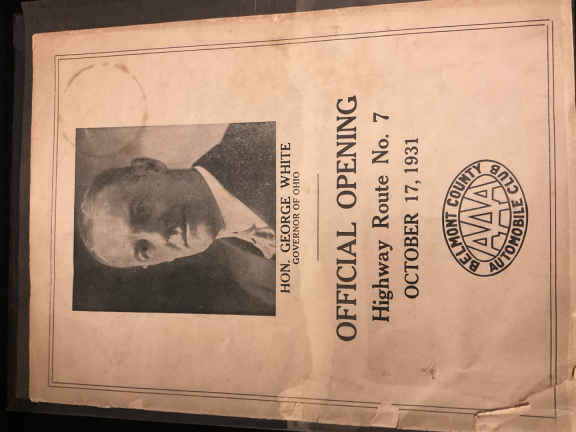 HON. GEORGE WHITE
GOVERNOR OF OHIO
OFFICIAL OPENING
Highway Route No. 7
OCTOBER 17, 1931
BELMONT COUNTY
AAA
AUTOMOBILE CLUB